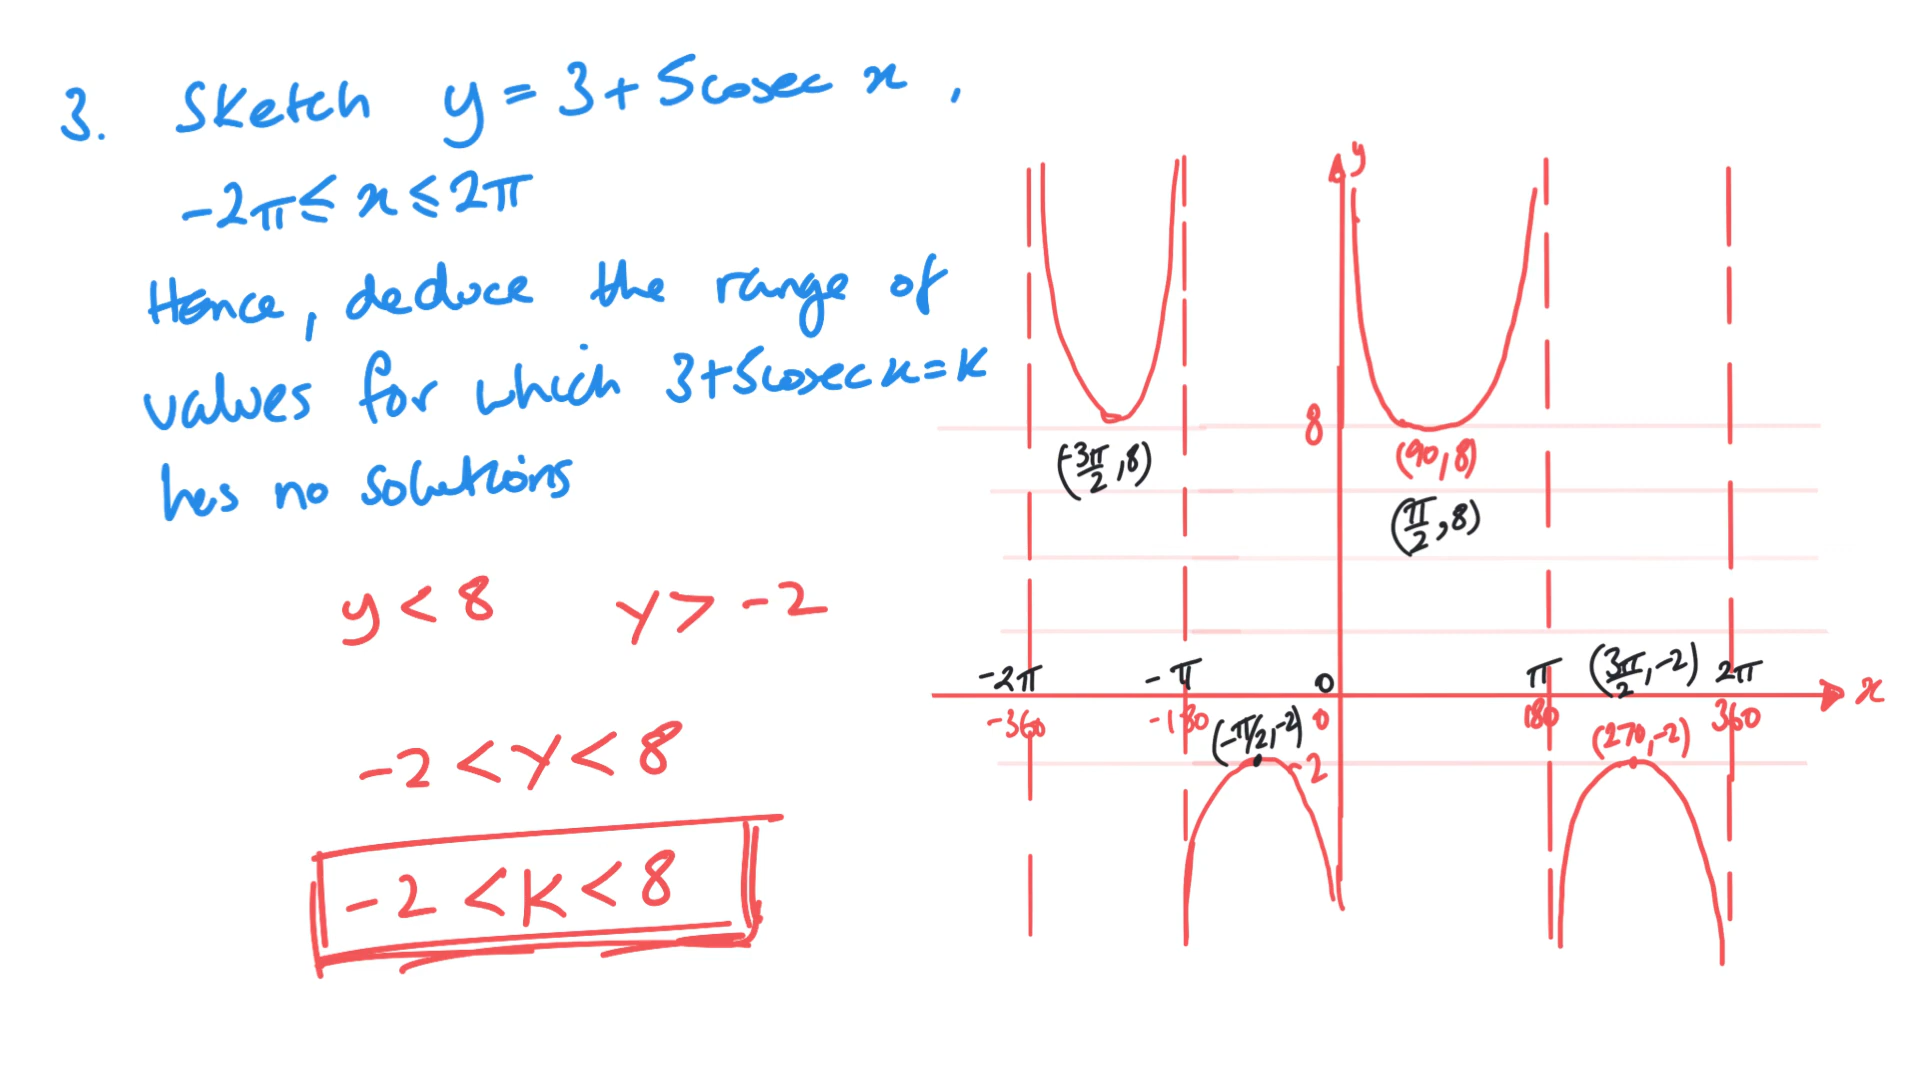 3. Sketch y = 3 + 5 cosec x ,
-2π ≤ x ≤ 2π
Hence, deduce the range of
values for which 3+5cosec x = K
has no solutions
y < 8 y > -2
-2 < y < 8
-2 < K < 8
y
8
(-3π/2, 8)
(90, 8)
(π/2, 8)
-2π -π 0 π (3π/2, -2) 2π
x
-360 -180 0 180 (270, -2) 360
(-π/2, -2)
-2